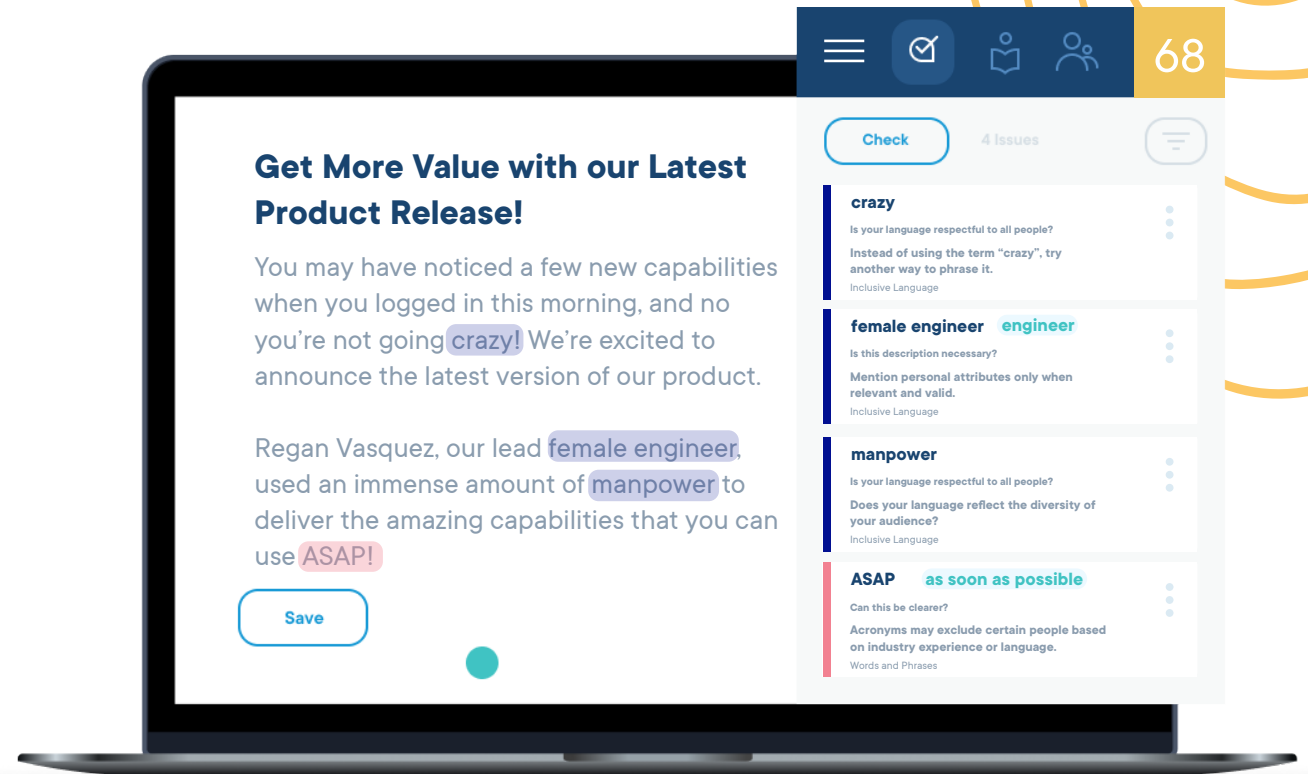 Get More Value with our Latest
Product Release!
You may have noticed a few new capabilities
when you logged in this morning, and no
you’re not going crazy! We’re excited to
announce the latest version of our product.
Regan Vasquez, our lead female engineer,
used an immense amount of manpower to
deliver the amazing capabilities that you can
use ASAP!
Save
68
Check
4 Issues
crazy
Is your language respectful to all people?
Instead of using the term “crazy”, try
another way to phrase it.
Inclusive Language
female engineer engineer
Is this description necessary?
Mention personal attributes only when
relevant and valid.
Inclusive Language
manpower
Is your language respectful to all people?
Does your language reflect the diversity of
your audience?
Inclusive Language
ASAP as soon as possible
Can this be clearer?
Acronyms may exclude certain people based
on industry experience or language.
Words and Phrases